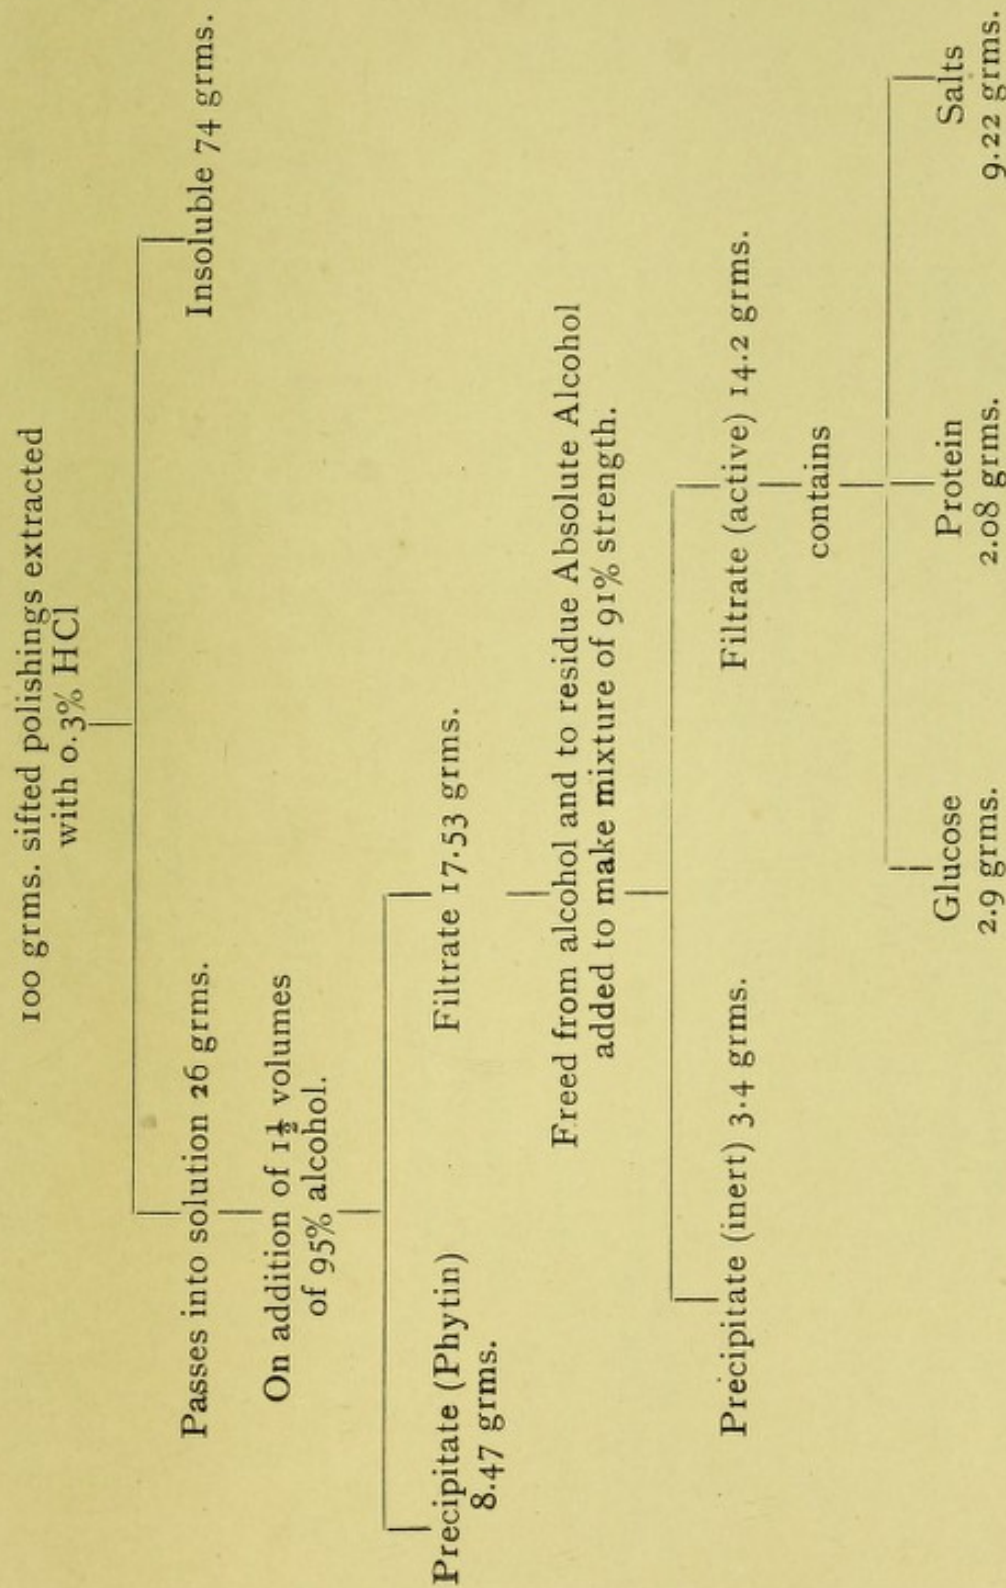 100 grms. sifted polishings extracted
with 0.3% HCl
Passes into solution 26 grms.
Insoluble 74 grms.
On addition of 1½ volumes
of 95% alcohol.
Precipitate (Phytin)
8.47 grms.
Filtrate 17.53 grms.
Freed from alcohol and to residue Absolute Alcohol
added to make mixture of 91% strength.
Precipitate (inert) 3.4 grms.
Filtrate (active) 14.2 grms.
contains
Glucose
2.9 grms.
Protein
2.08 grms.
Salts
9.22 grms.